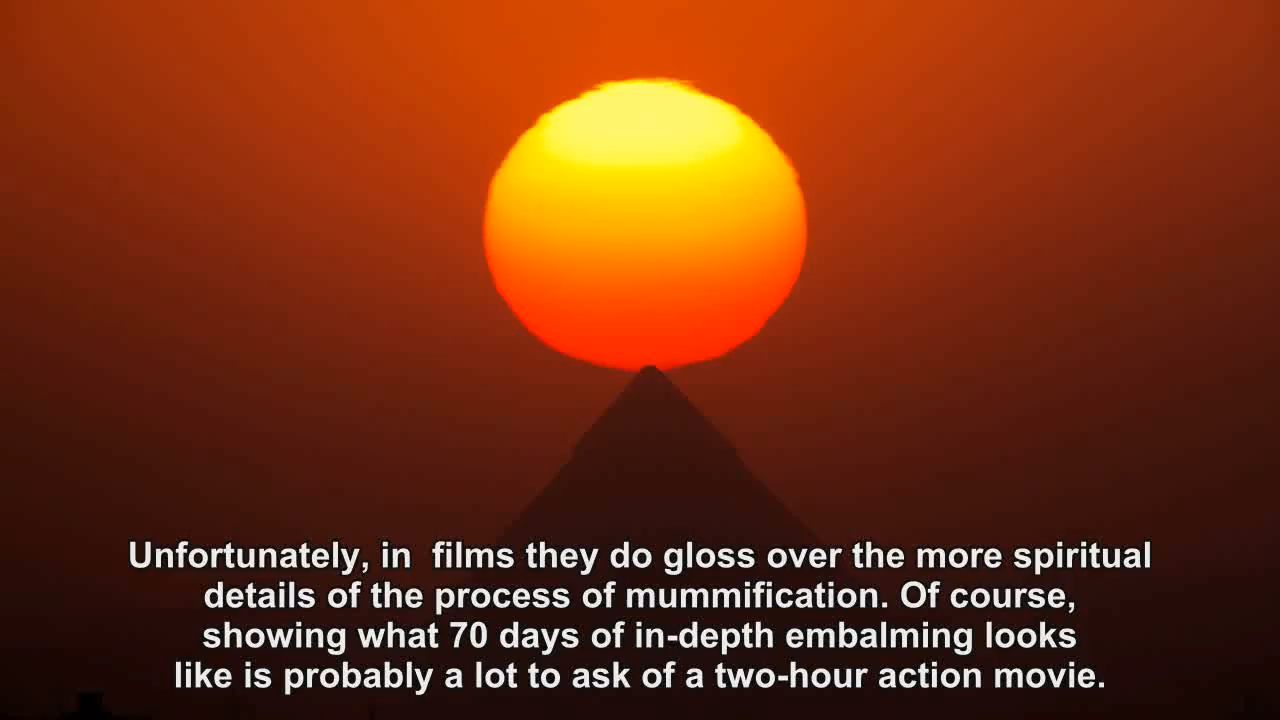 Unfortunately, in  films they do gloss over the more spiritual
details of the process of mummification. Of course,
showing what 70 days of in-depth embalming looks
like is probably a lot to ask of a two-hour action movie.